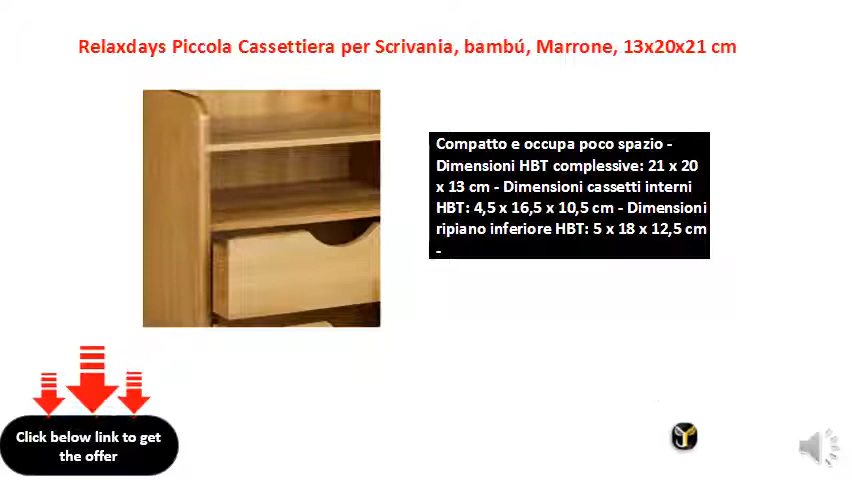 Relaxdays Piccola Cassettiera per Scrivania, bambú, Marrone, 13x20x21 cm
Compatto e occupa poco spazio -
Dimensioni HBT complessive: 21 x 20
x 13 cm - Dimensioni cassetti interni
HBT: 4,5 x 16,5 x 10,5 cm - Dimensioni
ripiano inferiore HBT: 5 x 18 x 12,5 cm
-
Click below link to get
the offer